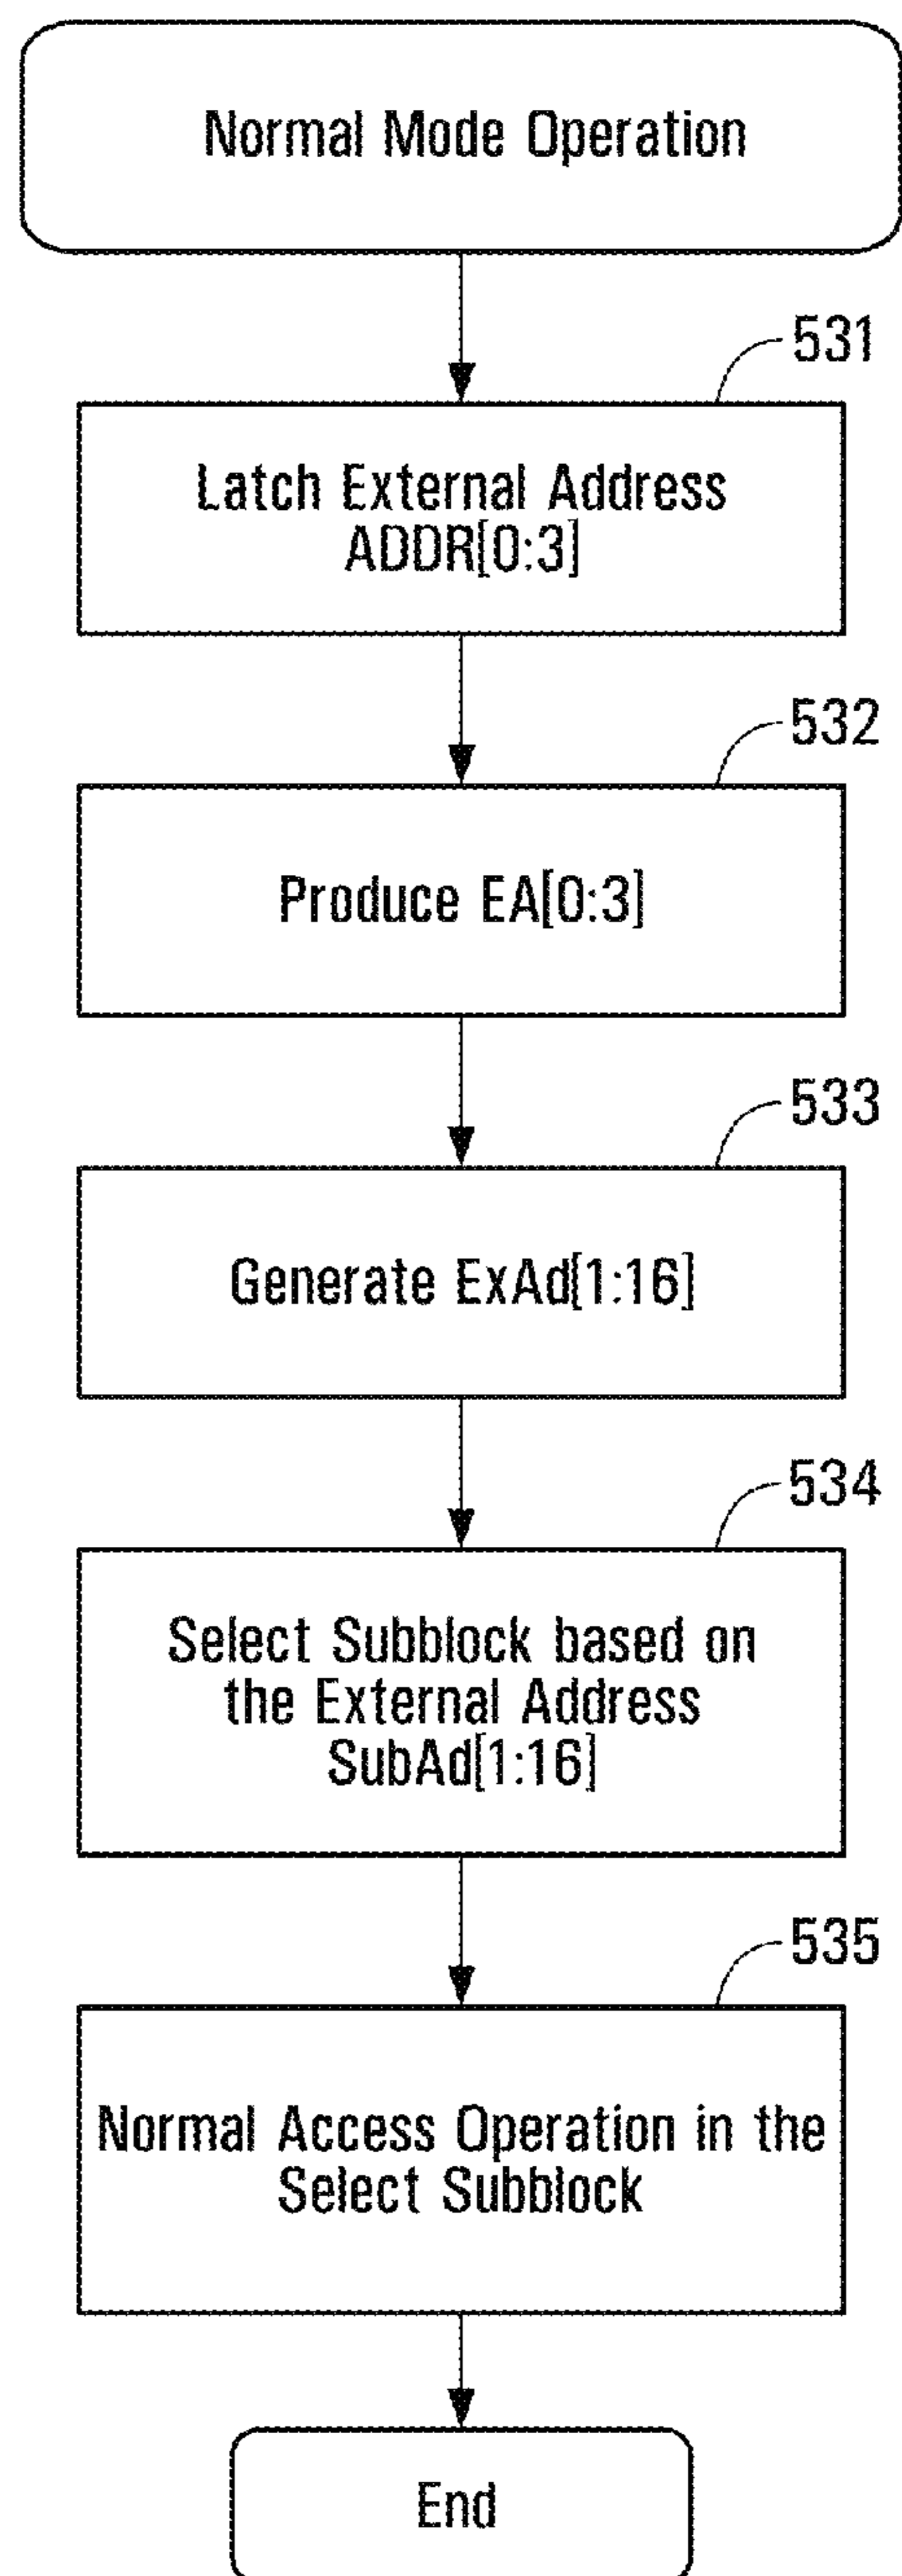 Normal Mode Operation
531
Latch External Address
ADDR[0:3]
532
Produce EA[0:3]
533
Generate ExAd[1:16]
534
Select Subblock based on
the External Address
SubAd[1:16]
535
Normal Access Operation in the
Select Subblock
End